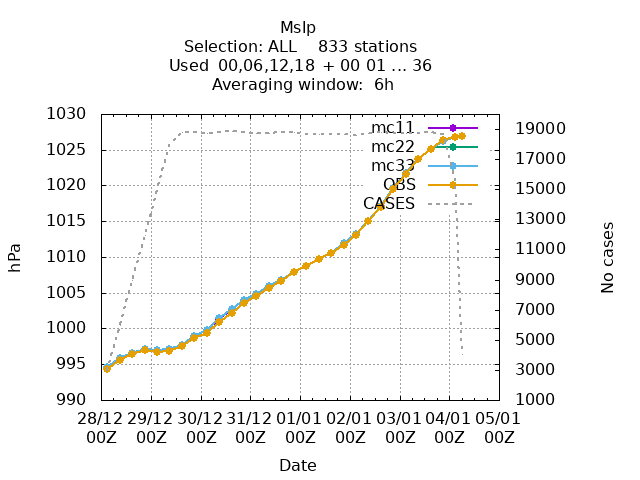 Mslp
Selection: ALL 833 stations
Used 00,06,12,18 + 00 01 ... 36
Averaging window: 6h
1030
1025
1020
1015
1010
1005
1000
995
990
hPa
mc11
mc22
mc33
OBS
CASES
19000
17000
15000
13000
11000
9000
7000
5000
3000
1000
No cases
28/12 29/12 30/12 31/12 01/01 02/01 03/01 04/01 05/01
00Z 00Z 00Z 00Z 00Z 00Z 00Z 00Z 00Z
Date